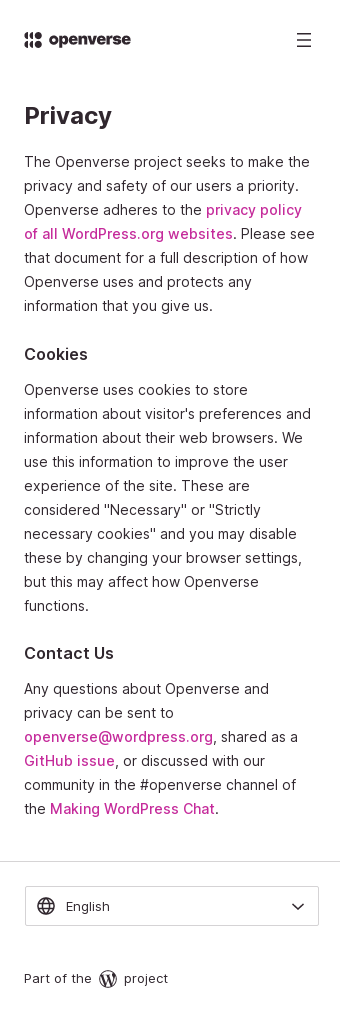 openverse
Privacy
The Openverse project seeks to make the
privacy and safety of our users a priority.
Openverse adheres to the privacy policy
of all WordPress.org websites. Please see
that document for a full description of how
Openverse uses and protects any
information that you give us.
Cookies
Openverse uses cookies to store
information about visitor's preferences and
information about their web browsers. We
use this information to improve the user
experience of the site. These are
considered "Necessary" or "Strictly
necessary cookies" and you may disable
these by changing your browser settings,
but this may affect how Openverse
functions.
Contact Us
Any questions about Openverse and
privacy can be sent to
openverse@wordpress.org, shared as a
GitHub issue, or discussed with our
community in the #openverse channel of
the Making WordPress Chat.
English
Part of the project